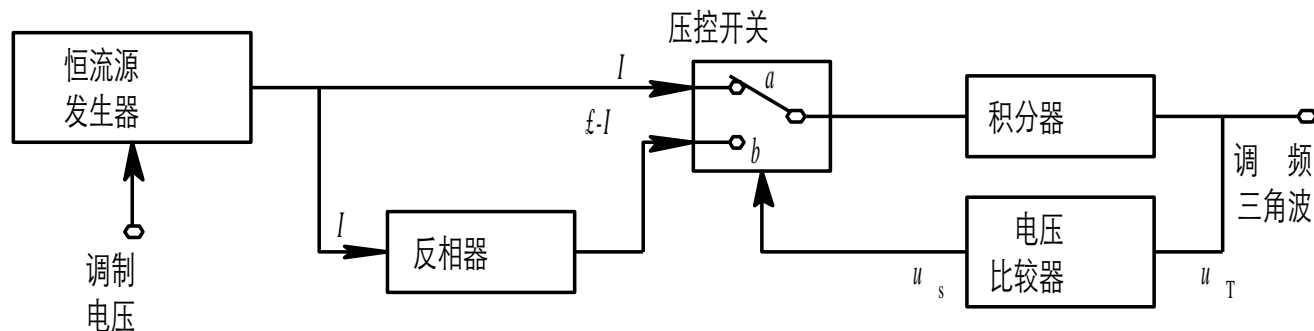 压控开关
恒流源
发生器
I
a
£-I
b
积分器
调 频
三角波
I
反相器
电压
比较器
u s
u T
调制
电压